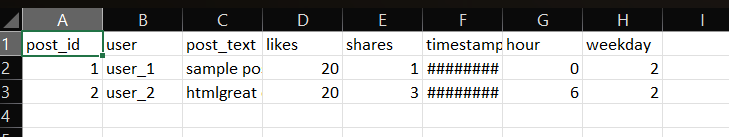 A B C D E F G H I
1 post_id user post_text likes shares timestamp hour weekday
2 1 user_1 sample po 20 1 ######## 0 2
3 2 user_2 htmlgreat 20 3 ######## 6 2
4
5